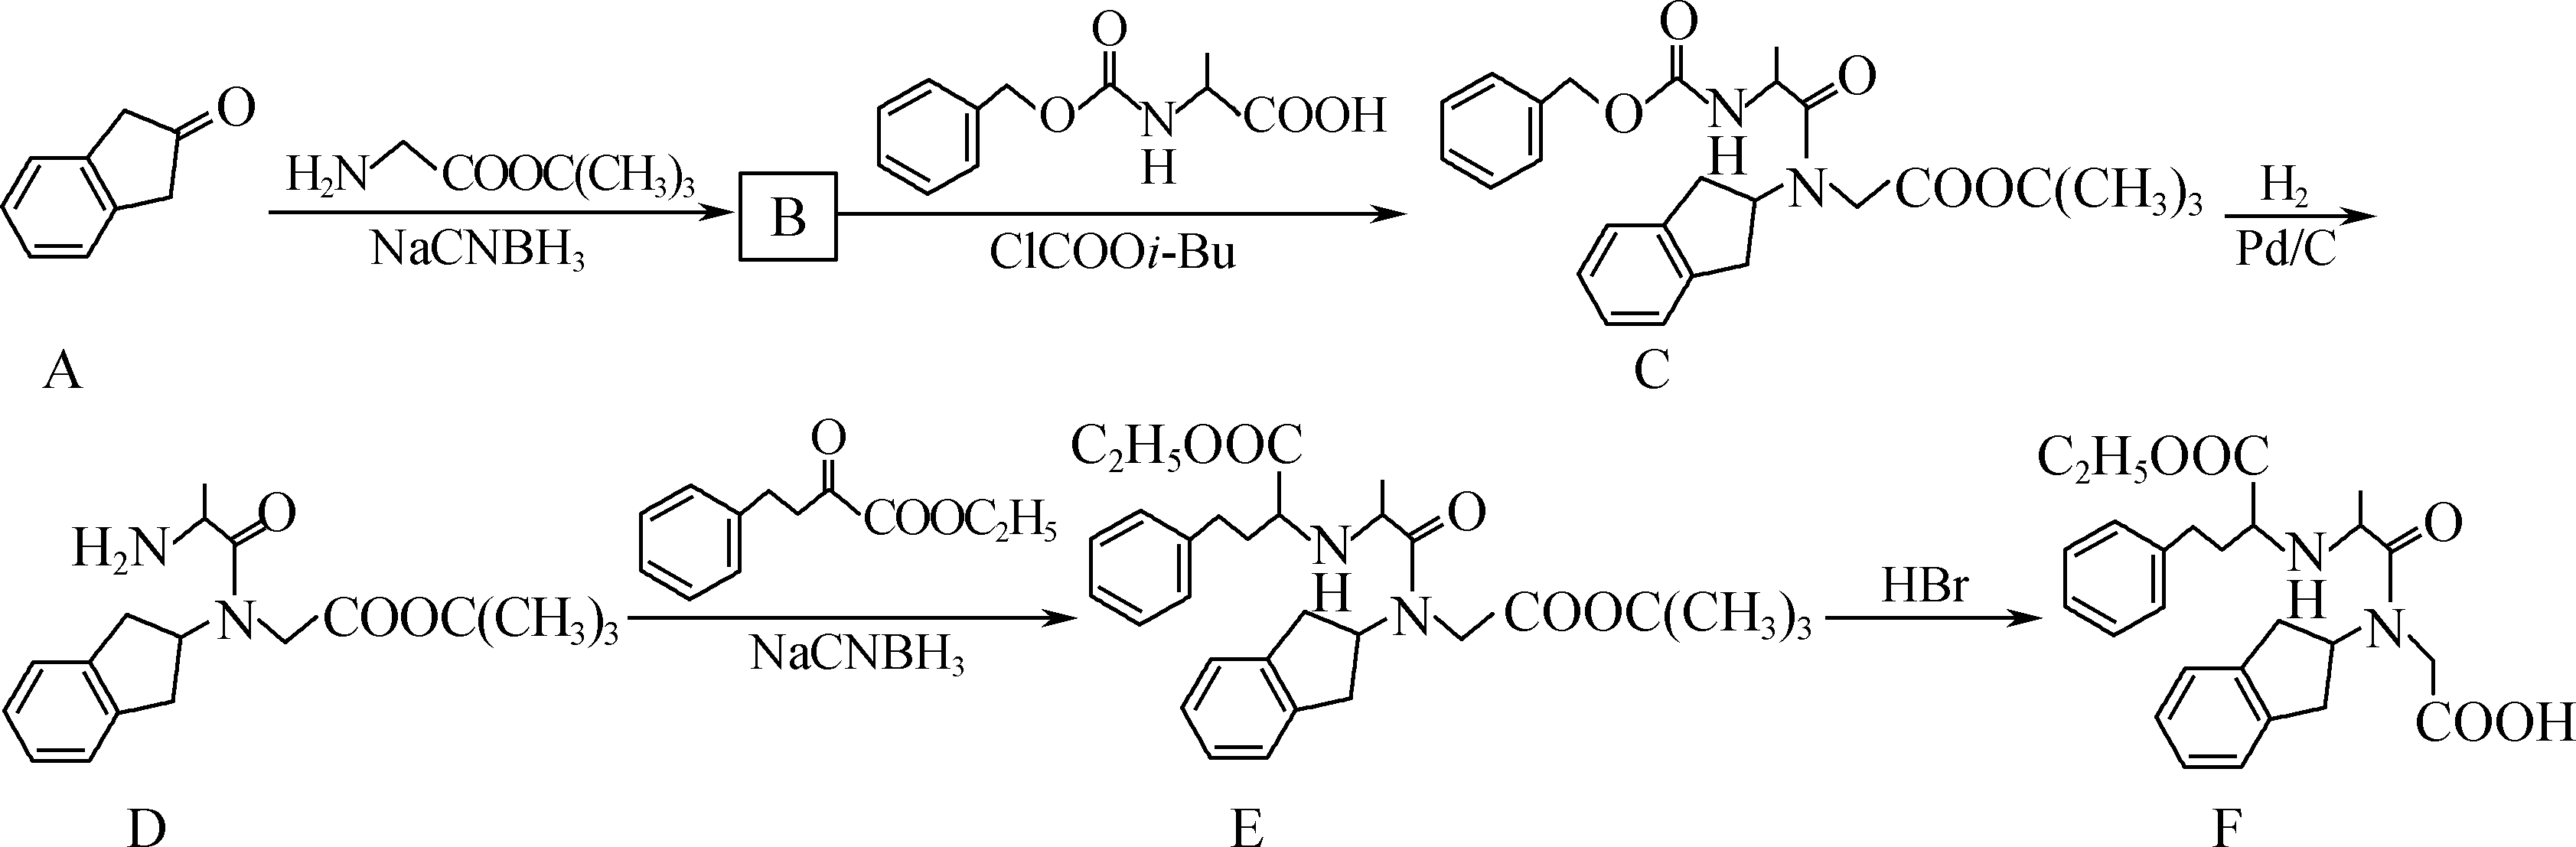 O
H₂N COOC(CH₃)₃
NaCNBH₃
A
B
O
O N COOH
H
ClCOOi-Bu
O
O N O
H
N COOC(CH₃)₃
C
H₂
Pd/C
H₂N O
N COOC(CH₃)₃
D
O
COOC₂H₅
NaCNBH₃
C₂H₅OOC
N O
H
N COOC(CH₃)₃
E
HBr
C₂H₅OOC
N O
H
N
COOH
F